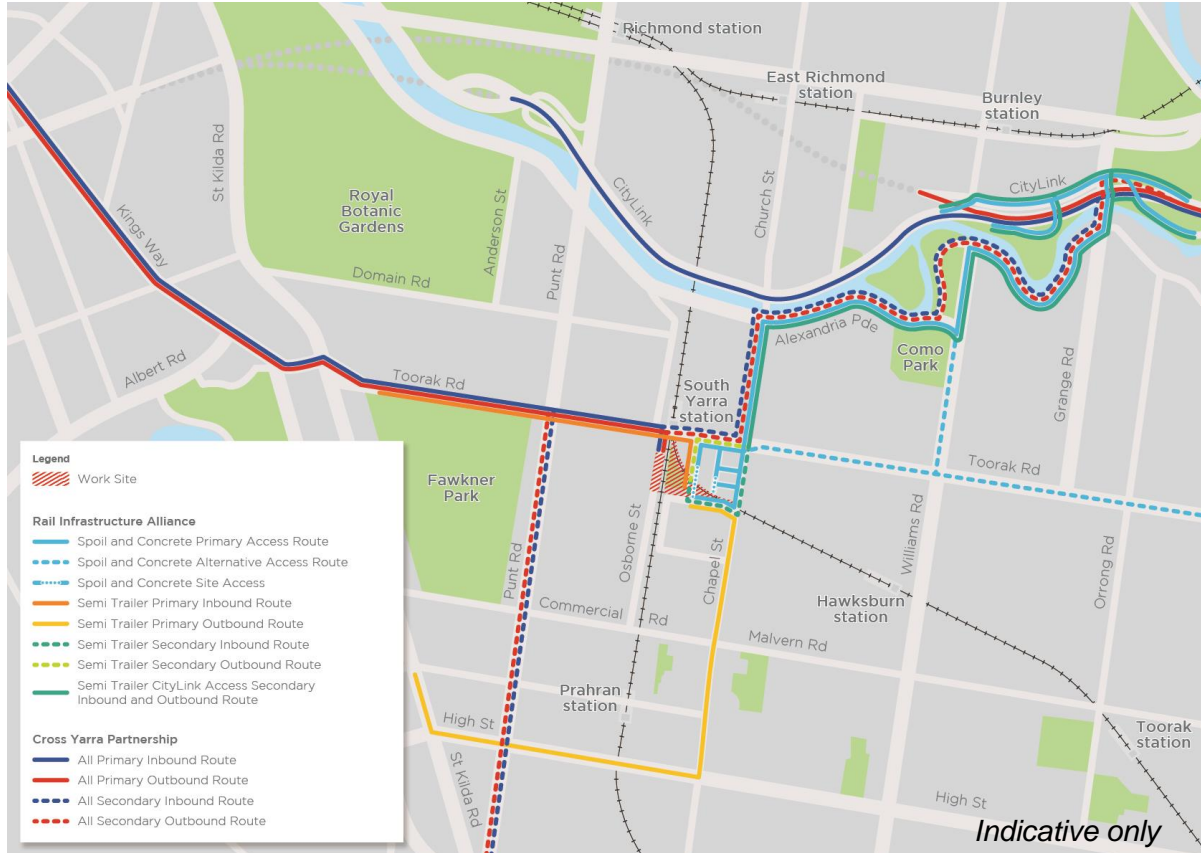 Richmond station
East Richmond
station
Burnley
station
St Kilda Rd
CityLink
Royal
Botanic
Gardens
Anderson St
CityLink
Church St
Kings Way
Punt Rd
Domain Rd
Alexandria Pde
Como
Park
Grange Rd
Albert Rd
Toorak Rd
South
Yarra
station
Toorak Rd
Fawkner
Park
Osborne St
Chapel St
Williams Rd
Orrong Rd
Punt Rd
Commercial Rd
Hawksburn
station
Malvern Rd
Prahran
station
High St
Toorak
station
St Kilda Rd
High St
Legend
Work Site
Rail Infrastructure Alliance
Spoil and Concrete Primary Access Route
Spoil and Concrete Alternative Access Route
Spoil and Concrete Site Access
Semi Trailer Primary Inbound Route
Semi Trailer Primary Outbound Route
Semi Trailer Secondary Inbound Route
Semi Trailer Secondary Outbound Route
Semi Trailer CityLink Access Secondary
Inbound and Outbound Route
Cross Yarra Partnership
All Primary Inbound Route
All Primary Outbound Route
All Secondary Inbound Route
All Secondary Outbound Route
Indicative only